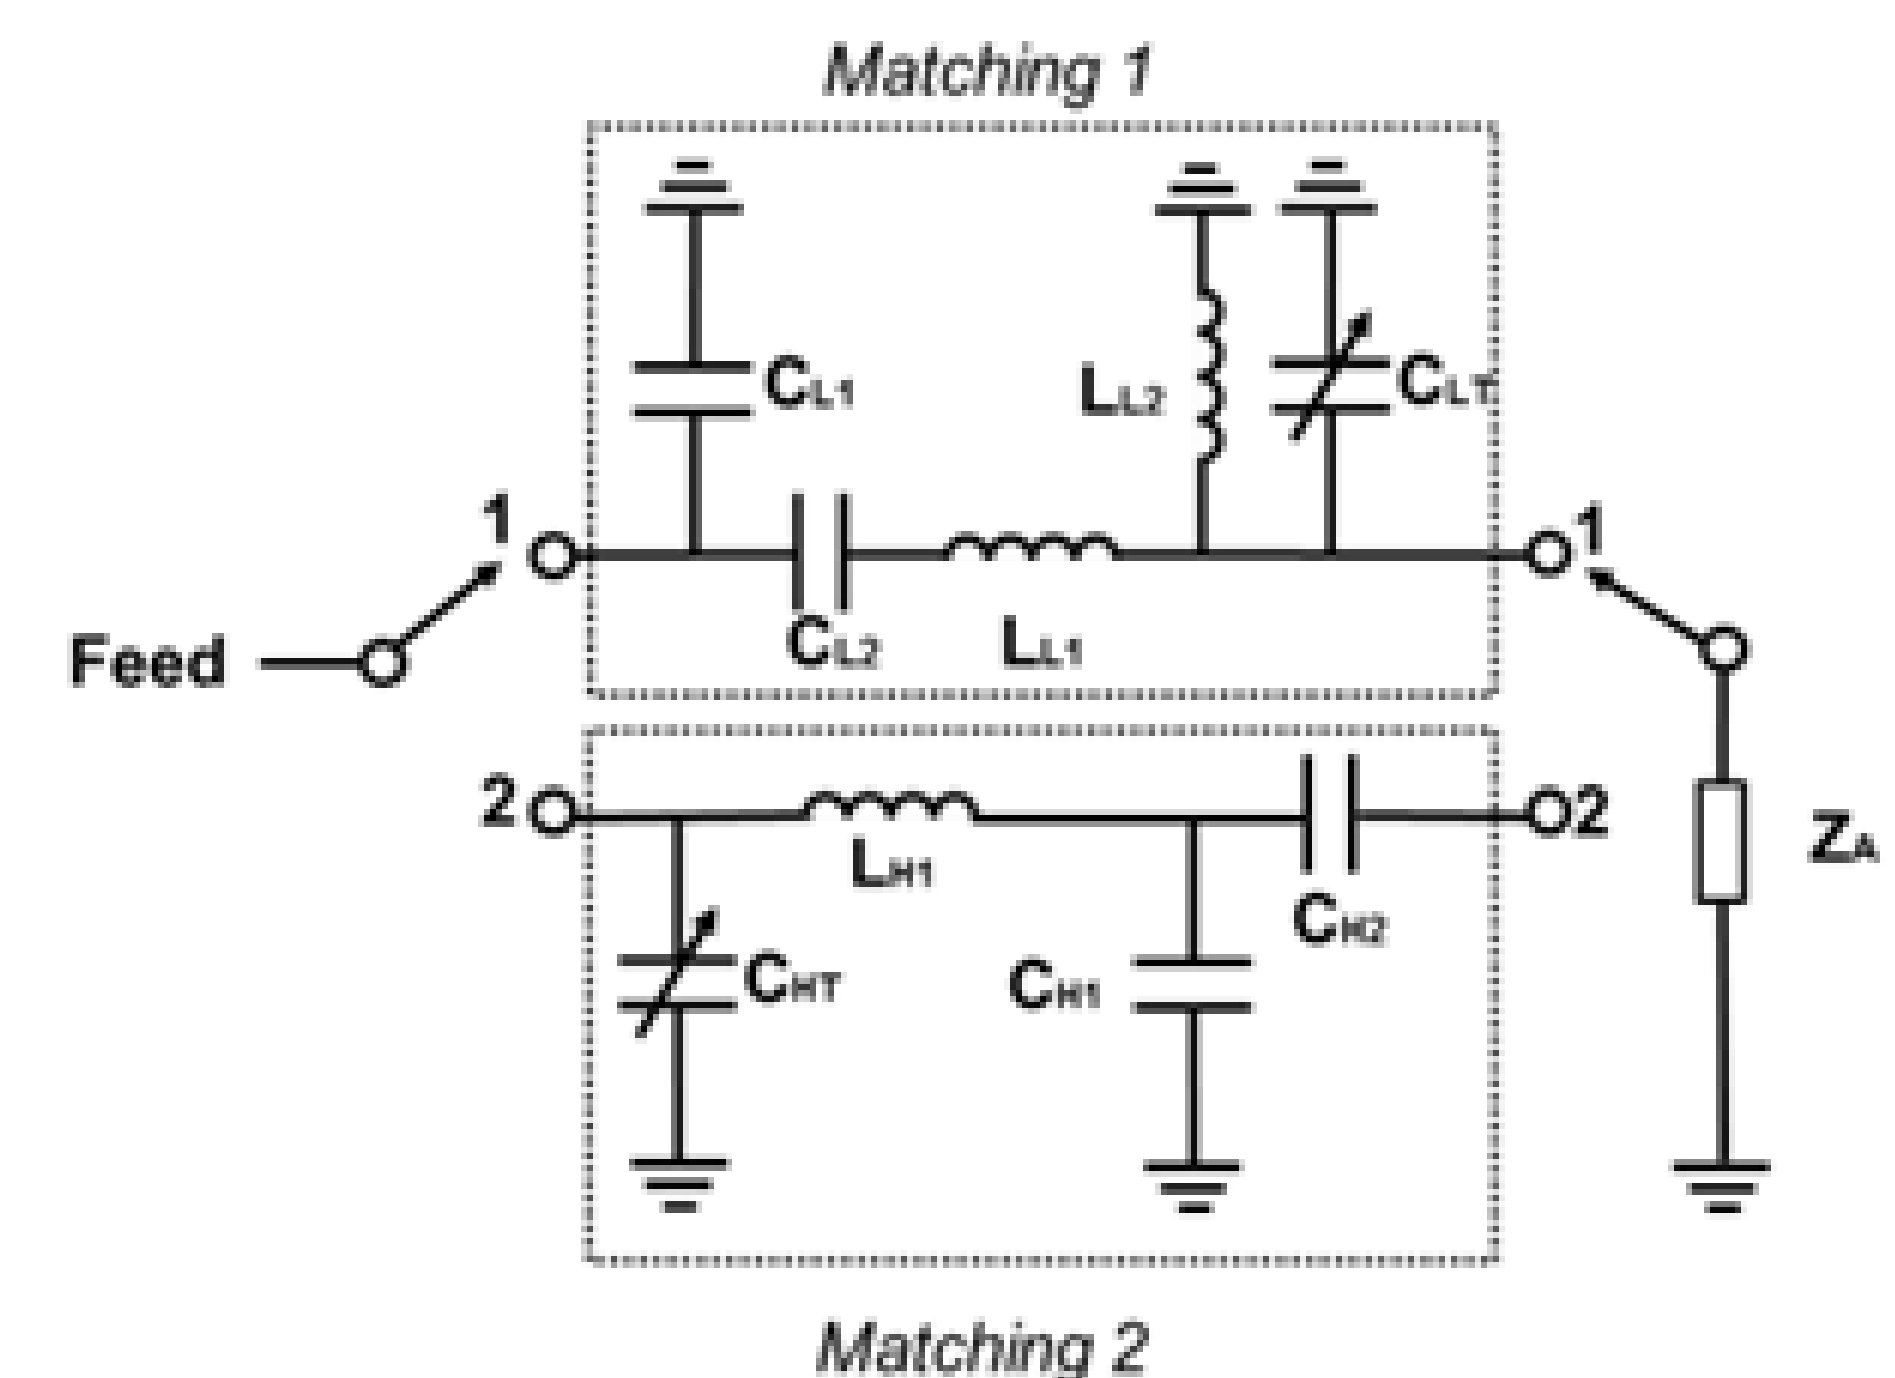 Matching 1
CL1
LL2
CLT
1
1
CL2
LL1
Feed
2
2
LH1
ZA
CH2
CHT
CH1
Matching 2